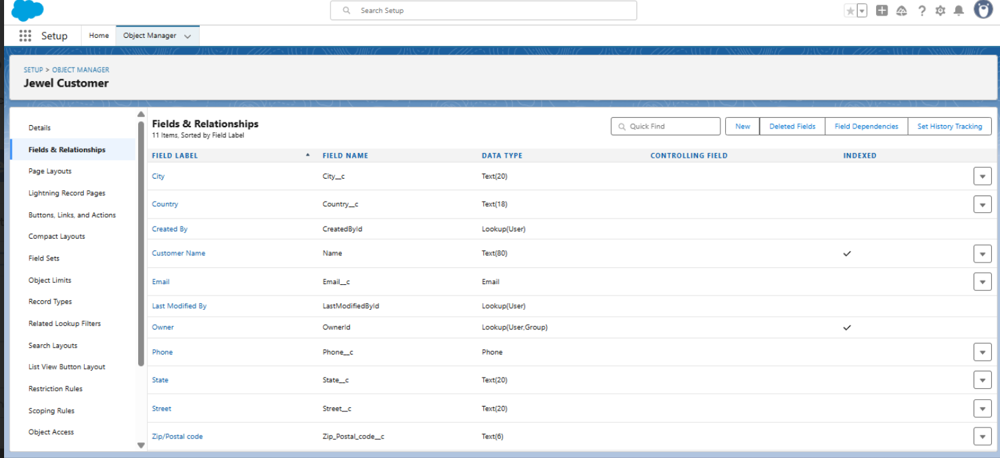 Search Setup
Setup Home Object Manager
SETUP > OBJECT MANAGER
Jewel Customer
Details
Fields & Relationships
Page Layouts
Lightning Record Pages
Buttons, Links, and Actions
Compact Layouts
Field Sets
Object Limits
Record Types
Related Lookup Filters
Search Layouts
List View Button Layout
Restriction Rules
Scoping Rules
Object Access
Fields & Relationships
11 Items, Sorted by Field Label
Quick Find New Deleted Fields Field Dependencies Set History Tracking
FIELD LABEL FIELD NAME DATA TYPE CONTROLLING FIELD INDEXED
City City__c Text(20)
Country Country__c Text(18)
Created By CreatedById Lookup(User)
Customer Name Name Text(80) ✓
Email Email__c Email
Last Modified By LastModifiedById Lookup(User)
Owner OwnerId Lookup(User,Group) ✓
Phone Phone__c Phone
State State__c Text(20)
Street Street__c Text(20)
Zip/Postal code Zip_Postal_code__c Text(6)